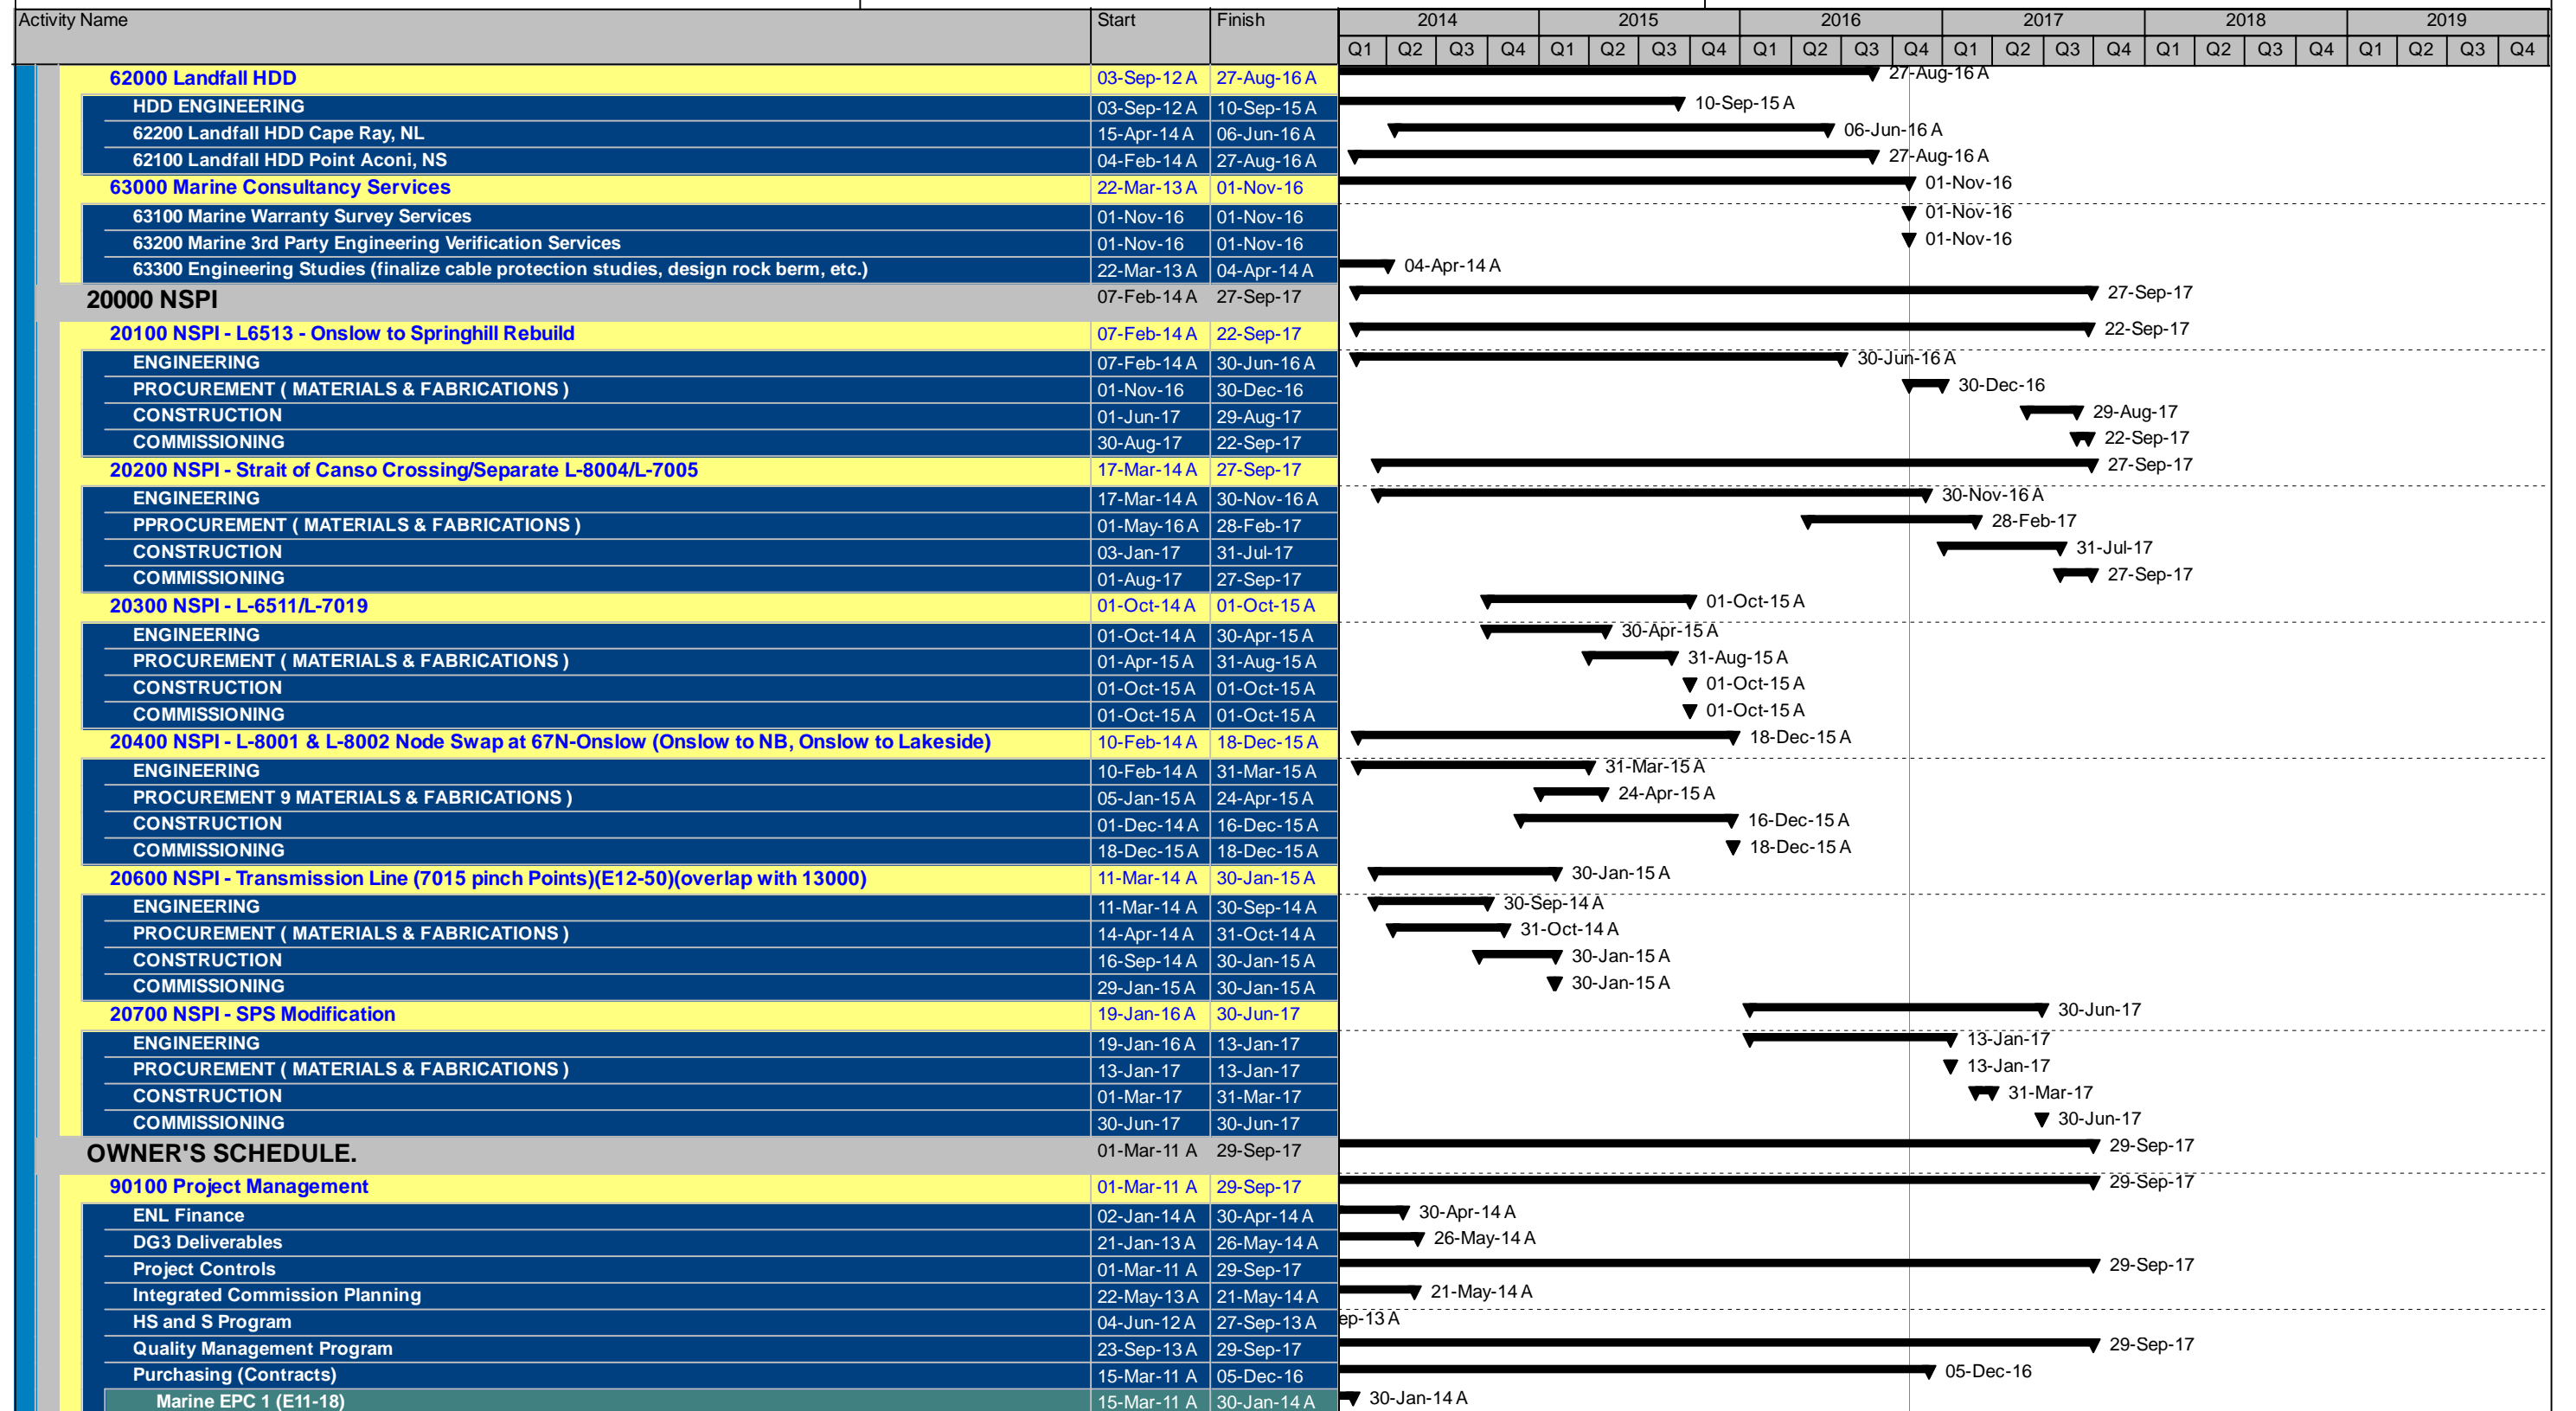 Activity Name Start Finish 2014 2015 2016 2017 2018 2019
Q1 Q2 Q3 Q4 Q1 Q2 Q3 Q4 Q1 Q2 Q3 Q4 Q1 Q2 Q3 Q4 Q1 Q2 Q3 Q4 Q1 Q2 Q3 Q4
62000 Landfall HDD 03-Sep-12 A 27-Aug-16 A 27-Aug-16 A
HDD ENGINEERING 03-Sep-12 A 10-Sep-15 A 10-Sep-15 A
62200 Landfall HDD Cape Ray, NL 15-Apr-14 A 06-Jun-16 A 06-Jun-16 A
62100 Landfall HDD Point Aconi, NS 04-Feb-14 A 27-Aug-16 A 27-Aug-16 A
63000 Marine Consultancy Services 22-Mar-13 A 01-Nov-16 01-Nov-16
63100 Marine Warranty Survey Services 01-Nov-16 01-Nov-16 01-Nov-16
63200 Marine 3rd Party Engineering Verification Services 01-Nov-16 01-Nov-16 01-Nov-16
63300 Engineering Studies (finalize cable protection studies, design rock berm, etc.) 22-Mar-13 A 04-Apr-14 A 04-Apr-14 A
20000 NSPI 07-Feb-14 A 27-Sep-17 27-Sep-17
20100 NSPI - L6513 - Onslow to Springhill Rebuild 07-Feb-14 A 22-Sep-17 22-Sep-17
ENGINEERING 07-Feb-14 A 30-Jun-16 A 30-Jun-16 A
PROCUREMENT ( MATERIALS & FABRICATIONS ) 01-Nov-16 30-Dec-16 30-Dec-16
CONSTRUCTION 01-Jun-17 29-Aug-17 29-Aug-17
COMMISSIONING 30-Aug-17 22-Sep-17 22-Sep-17
20200 NSPI - Strait of Canso Crossing/Separate L-8004/L-7005 17-Mar-14 A 27-Sep-17 27-Sep-17
ENGINEERING 17-Mar-14 A 30-Nov-16 A 30-Nov-16 A
PPROCUREMENT ( MATERIALS & FABRICATIONS ) 01-May-16 A 28-Feb-17 28-Feb-17
CONSTRUCTION 03-Jan-17 31-Jul-17 31-Jul-17
COMMISSIONING 01-Aug-17 27-Sep-17 27-Sep-17
20300 NSPI - L-6511/L-7019 01-Oct-14 A 01-Oct-15 A 01-Oct-15 A
ENGINEERING 01-Oct-14 A 30-Apr-15 A 30-Apr-15 A
PROCUREMENT ( MATERIALS & FABRICATIONS ) 01-Apr-15 A 31-Aug-15 A 31-Aug-15 A
CONSTRUCTION 01-Oct-15 A 01-Oct-15 A 01-Oct-15 A
COMMISSIONING 01-Oct-15 A 01-Oct-15 A 01-Oct-15 A
20400 NSPI - L-8001 & L-8002 Node Swap at 67N-Onslow (Onslow to NB, Onslow to Lakeside) 10-Feb-14 A 18-Dec-15 A 18-Dec-15 A
ENGINEERING 10-Feb-14 A 31-Mar-15 A 31-Mar-15 A
PROCUREMENT 9 MATERIALS & FABRICATIONS ) 05-Jan-15 A 24-Apr-15 A 24-Apr-15 A
CONSTRUCTION 01-Dec-14 A 16-Dec-15 A 16-Dec-15 A
COMMISSIONING 18-Dec-15 A 18-Dec-15 A 18-Dec-15 A
20600 NSPI - Transmission Line (7015 pinch Points)(E12-50)(overlap with 13000) 11-Mar-14 A 30-Jan-15 A 30-Jan-15 A
ENGINEERING 11-Mar-14 A 30-Sep-14 A 30-Sep-14 A
PROCUREMENT ( MATERIALS & FABRICATIONS ) 14-Apr-14 A 31-Oct-14 A 31-Oct-14 A
CONSTRUCTION 16-Sep-14 A 30-Jan-15 A 30-Jan-15 A
COMMISSIONING 29-Jan-15 A 30-Jan-15 A 30-Jan-15 A
20700 NSPI - SPS Modification 19-Jan-16 A 30-Jun-17 30-Jun-17
ENGINEERING 19-Jan-16 A 13-Jan-17 13-Jan-17
PROCUREMENT ( MATERIALS & FABRICATIONS ) 13-Jan-17 13-Jan-17 13-Jan-17
CONSTRUCTION 01-Mar-17 31-Mar-17 31-Mar-17
COMMISSIONING 30-Jun-17 30-Jun-17 30-Jun-17
OWNER'S SCHEDULE. 01-Mar-11 A 29-Sep-17 29-Sep-17
90100 Project Management 01-Mar-11 A 29-Sep-17 29-Sep-17
ENL Finance 02-Jan-14 A 30-Apr-14 A 30-Apr-14 A
DG3 Deliverables 21-Jan-13 A 26-May-14 A 26-May-14 A
Project Controls 01-Mar-11 A 29-Sep-17 29-Sep-17
Integrated Commission Planning 22-May-13 A 21-May-14 A 21-May-14 A
HS and S Program 04-Jun-12 A 27-Sep-13 A ep-13 A
Quality Management Program 23-Sep-13 A 29-Sep-17 29-Sep-17
Purchasing (Contracts) 15-Mar-11 A 05-Dec-16 05-Dec-16
Marine EPC 1 (E11-18) 15-Mar-11 A 30-Jan-14 A 30-Jan-14 A